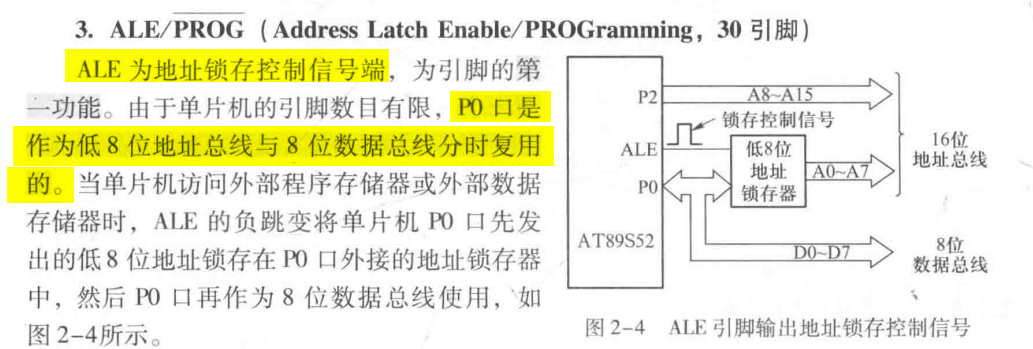 3. ALE/PROG (Address Latch Enable/PROGramming, 30 引脚)
ALE 为地址锁存控制信号端，为引脚的第
一功能。由于单片机的引脚数目有限，P0 口是
作为低 8 位地址总线与 8 位数据总线分时复用
的。当单片机访问外部程序存储器或外部数据
存储器时，ALE 的负跳变将单片机 P0 口先发
出的低 8 位地址锁存在 P0 口外接的地址锁存器
中，然后 P0 口再作为 8 位数据总线使用，如
图 2-4所示。
P2
A8~A15
锁存控制信号
ALE
低8位
地址
锁存器
A0~A7
16位
地址总线
P0
AT89S52
D0~D7
8位
数据总线
图 2-4 ALE 引脚输出地址锁存控制信号